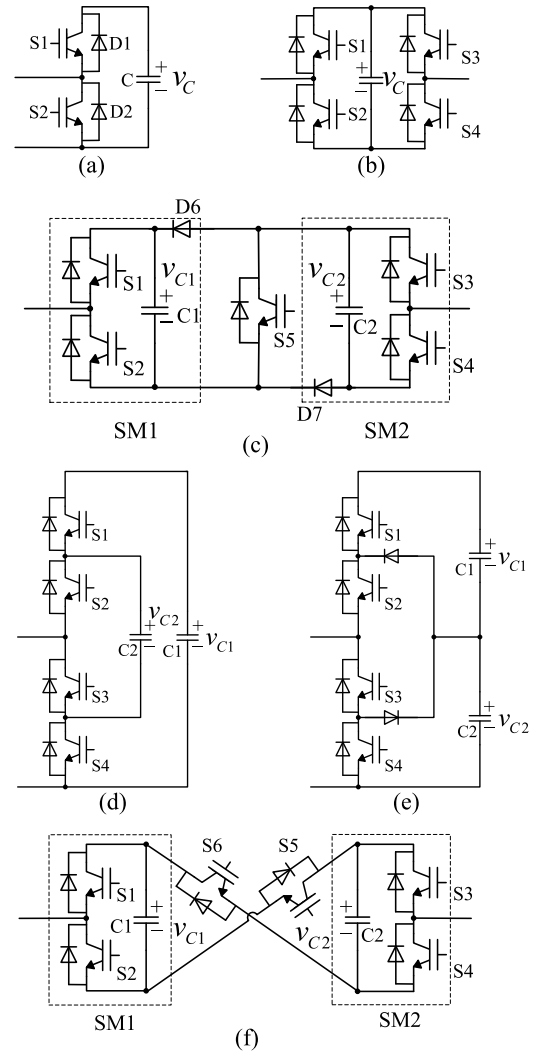 S1 D1
C + v_C
−
S2 D2
(a)
S1 S3
+ v_C
−
S2 S4
(b)
D6
S1 v_C1 + v_C2 + S3
− C1 − C2
S2 S5 S4
D7
SM1 SM2
(c)
S1
S2
v_C2
+ +
C2 − C1 − v_C1
S3
S4
(d)
S1
+
C1 − v_C1
S2
S3
+
C2 − v_C2
S4
(e)
S6 S5
S1 S3
C1 + v_C1 v_C2 + C2
− −
S2 S4
SM1 SM2
(f)